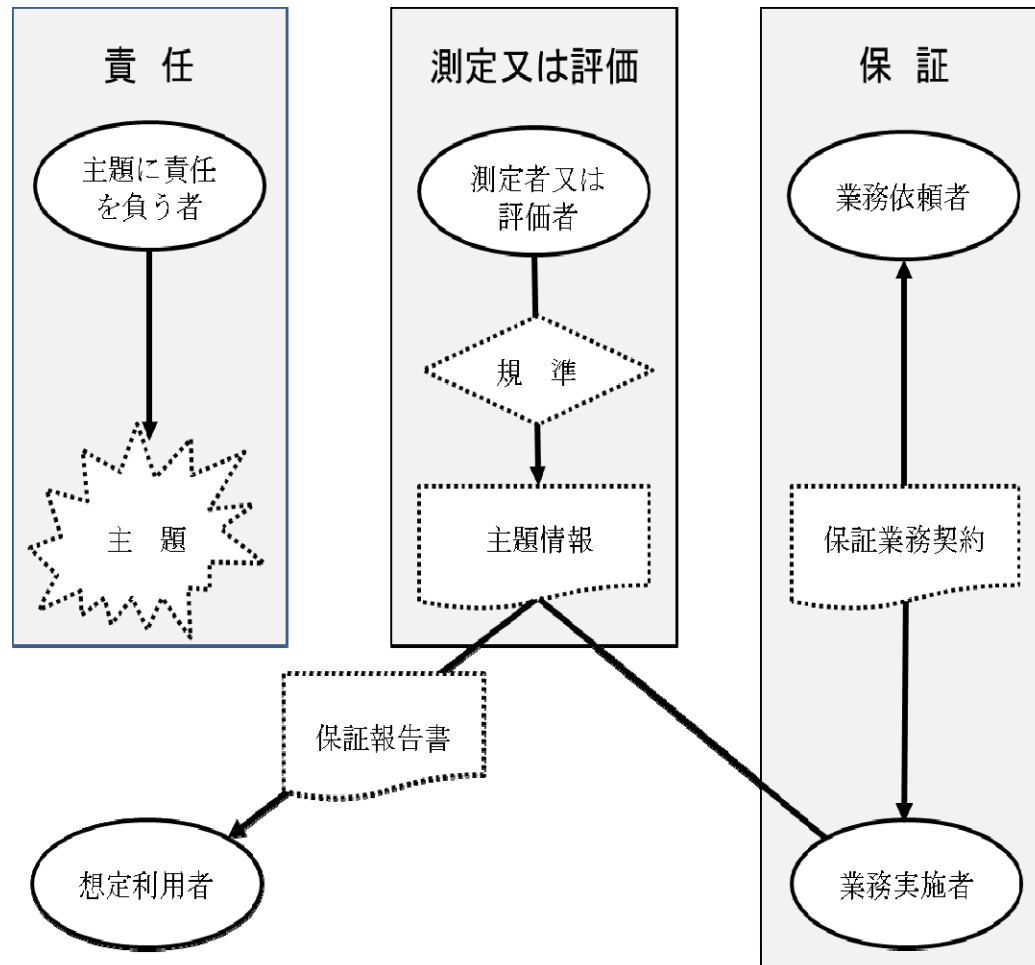 責 任
測定又は評価
保 証
主題に責任
を負う者
測定者又は
評価者
業務依頼者
規 準
主 題
主題情報
保証業務契約
保証報告書
想定利用者
業務実施者